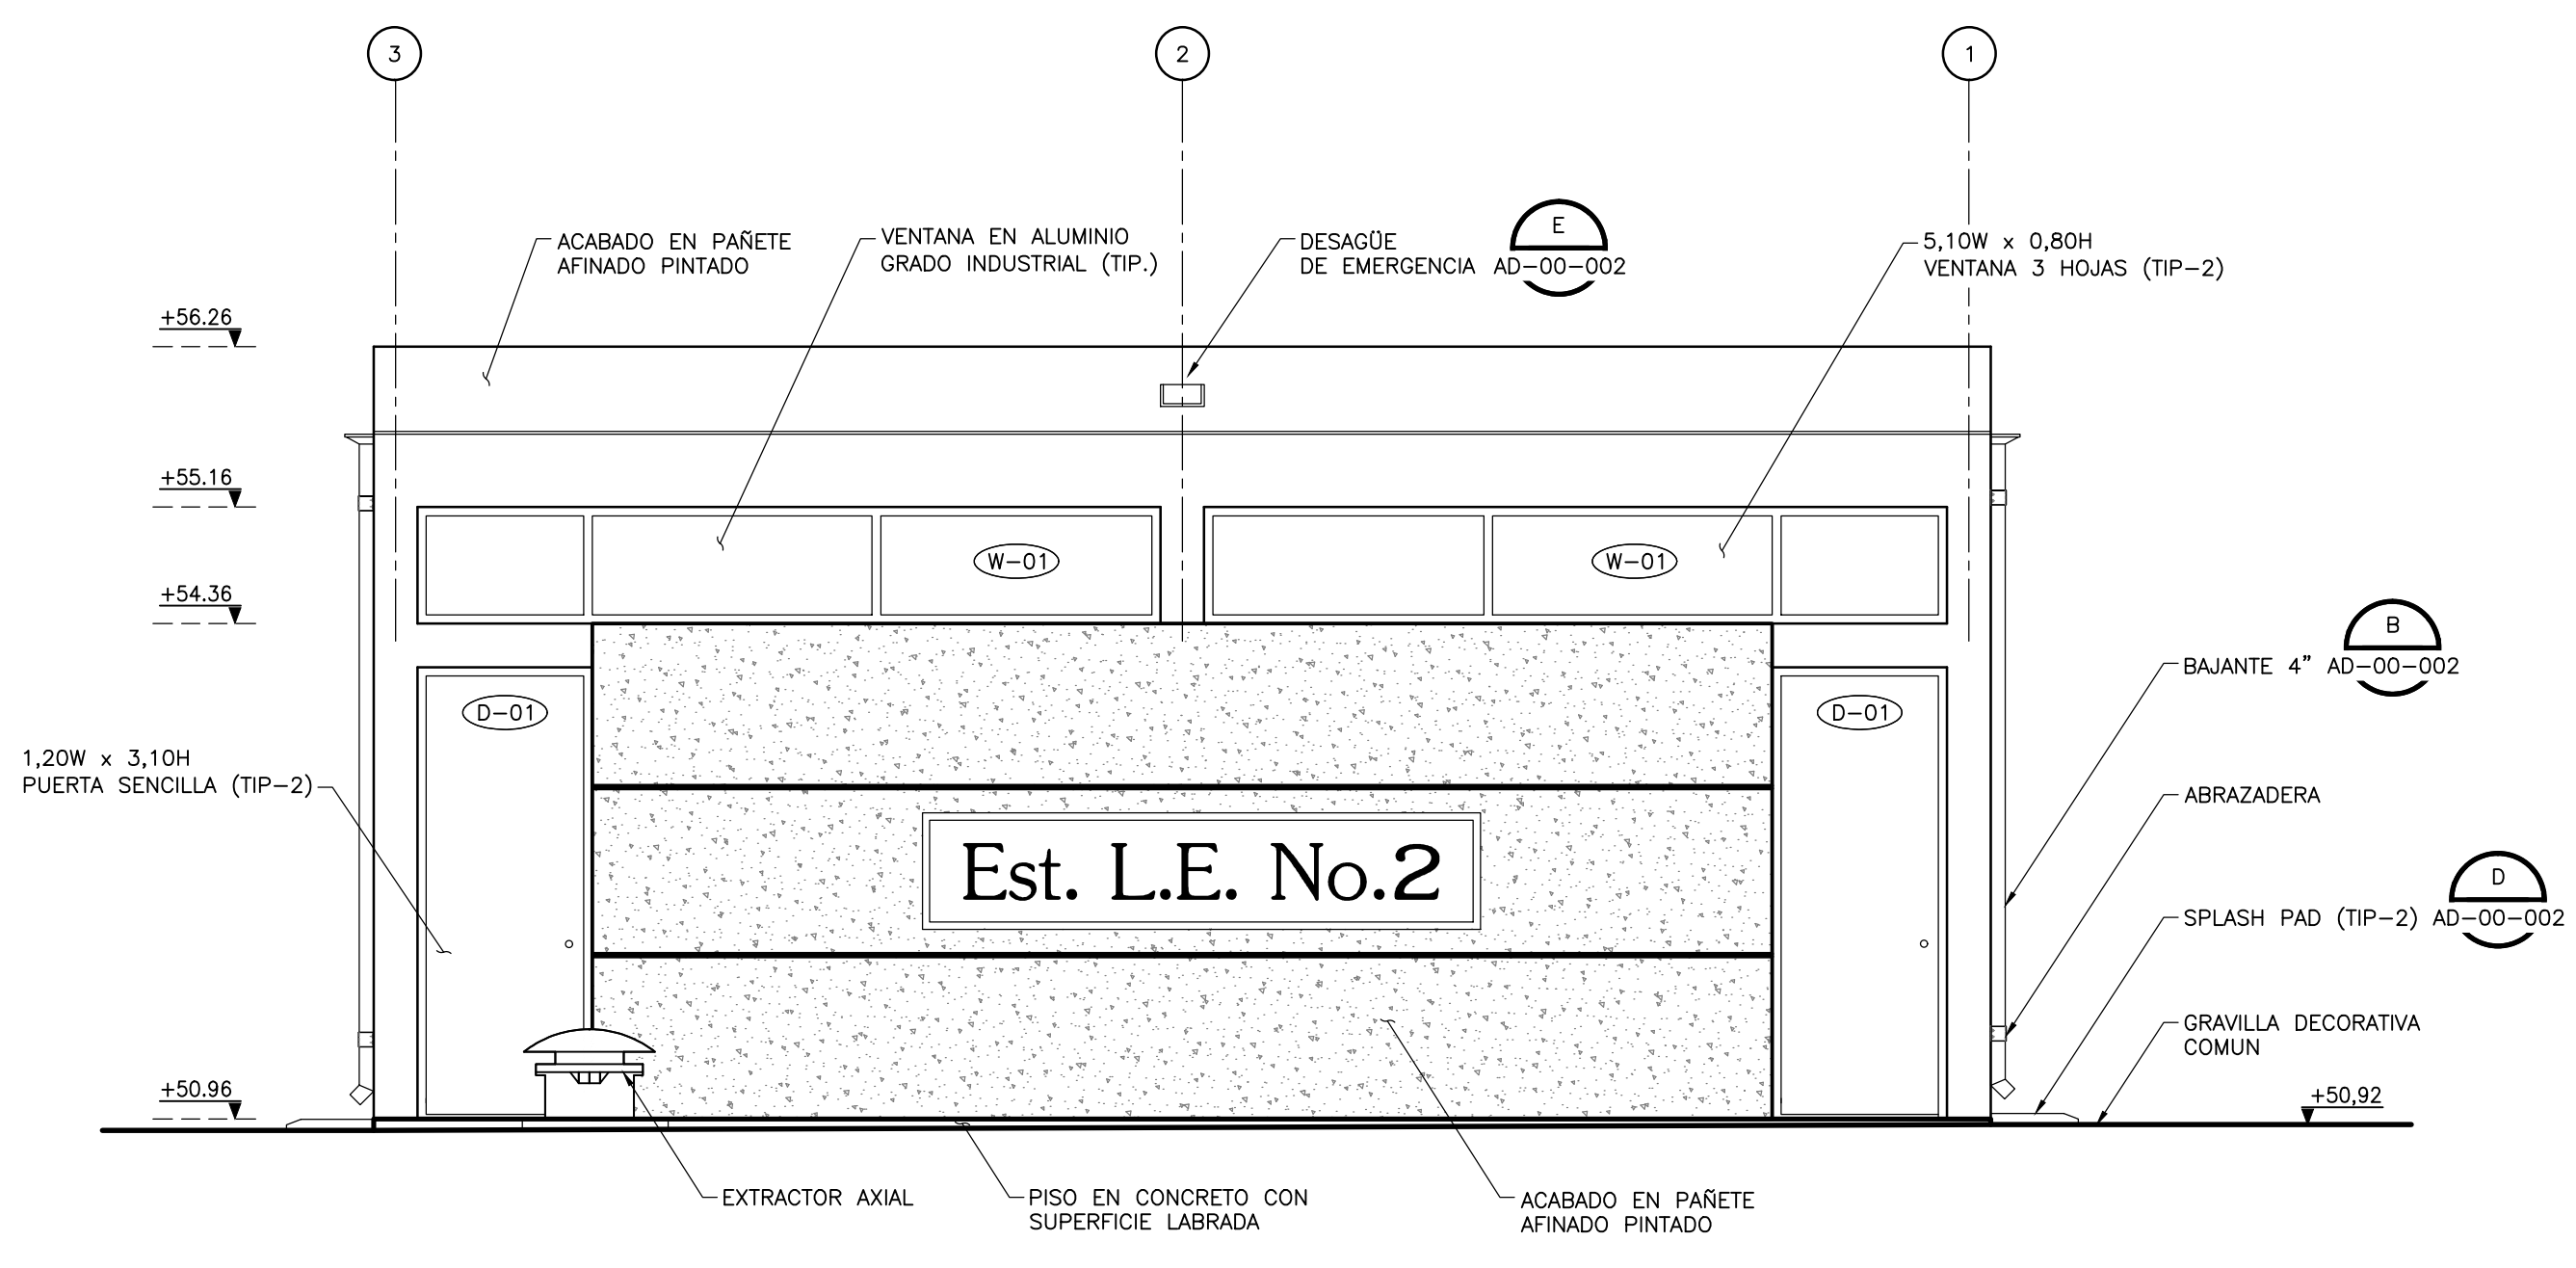 3
2
1
ACABADO EN PAÑETE
AFINADO PINTADO
VENTANA EN ALUMINIO
GRADO INDUSTRIAL (TIP.)
DESAGÜE
DE EMERGENCIA
E
AD-00-002
5,10W x 0,80H
VENTANA 3 HOJAS (TIP-2)
+56.26
+55.16
+54.36
W-01
W-01
B
BAJANTE 4” AD-00-002
D-01
D-01
1,20W x 3,10H
PUERTA SENCILLA (TIP-2)
ABRAZADERA
Est. L.E. No.2
D
SPLASH PAD (TIP-2) AD-00-002
GRAVILLA DECORATIVA
COMUN
+50.96
+50,92
EXTRACTOR AXIAL
PISO EN CONCRETO CON
SUPERFICIE LABRADA
ACABADO EN PAÑETE
AFINADO PINTADO